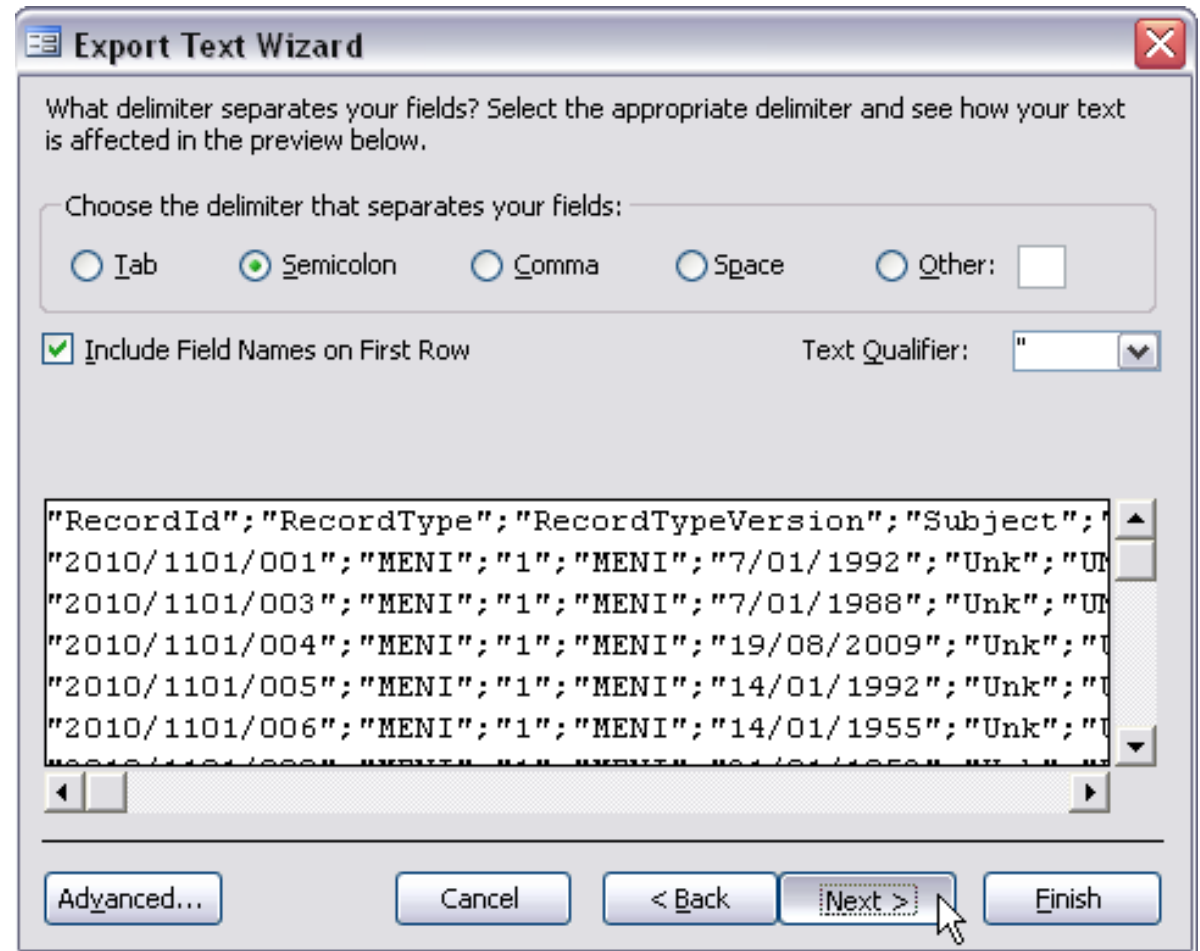 Export Text Wizard
What delimiter separates your fields? Select the appropriate delimiter and see how your text
is affected in the preview below.
Choose the delimiter that separates your fields:
Tab Semicolon Comma Space Other:
Include Field Names on First Row Text Qualifier: "
"RecordId";"RecordType";"RecordTypeVersion";"Subject";"
"2010/1101/001";"MENI";"1";"MENI";"7/01/1992";"Unk";"UN
"2010/1101/003";"MENI";"1";"MENI";"7/01/1988";"Unk";"UN
"2010/1101/004";"MENI";"1";"MENI";"19/08/2009";"Unk";"U
"2010/1101/005";"MENI";"1";"MENI";"14/01/1992";"Unk";"U
"2010/1101/006";"MENI";"1";"MENI";"14/01/1955";"Unk";"U
Advanced... Cancel < Back Next > Finish